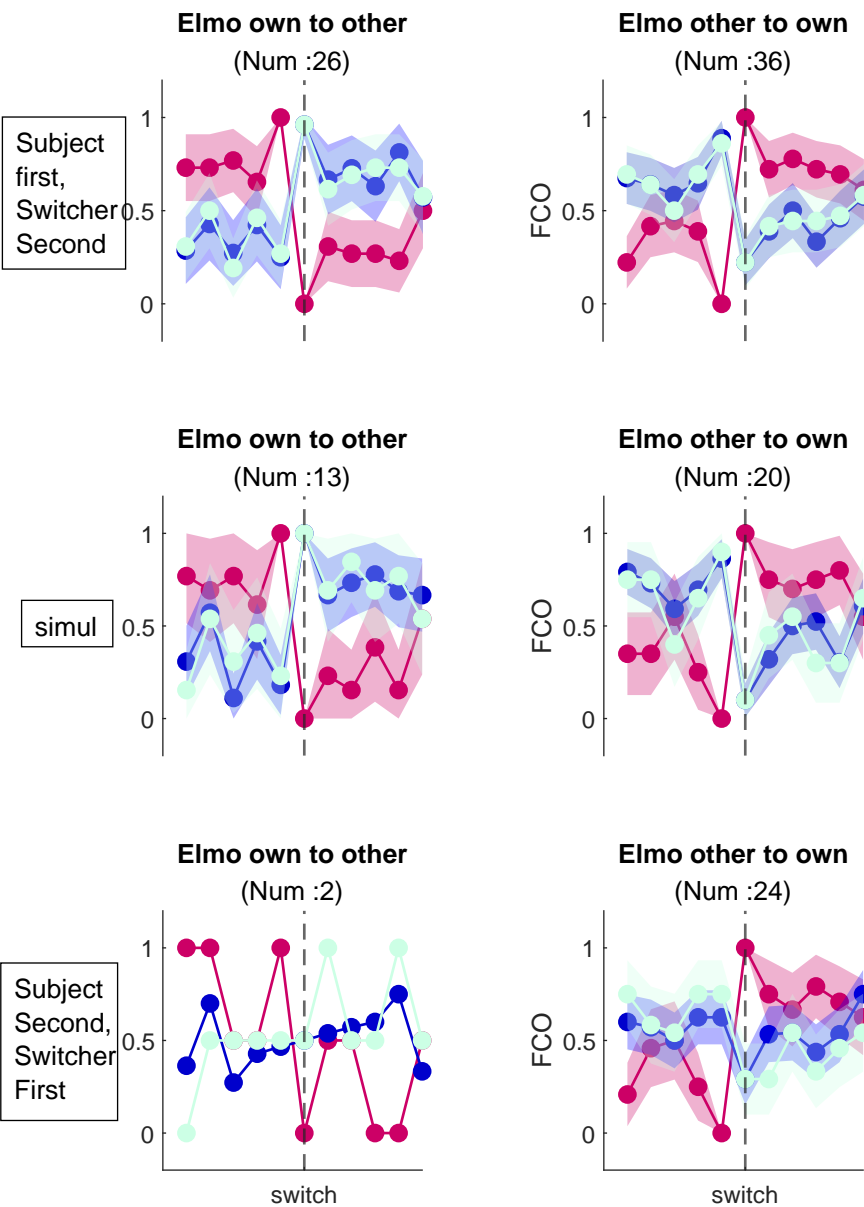 Elmo own to other
(Num :26)
Elmo other to own
(Num :36)
Subject
first,
Switcher
Second
1
0.5
0
FCO
1
0.5
0
Elmo own to other
(Num :13)
Elmo other to own
(Num :20)
simul
1
0.5
0
FCO
1
0.5
0
Elmo own to other
(Num :2)
Elmo other to own
(Num :24)
Subject
Second,
Switcher
First
1
0.5
0
switch
FCO
1
0.5
0
switch